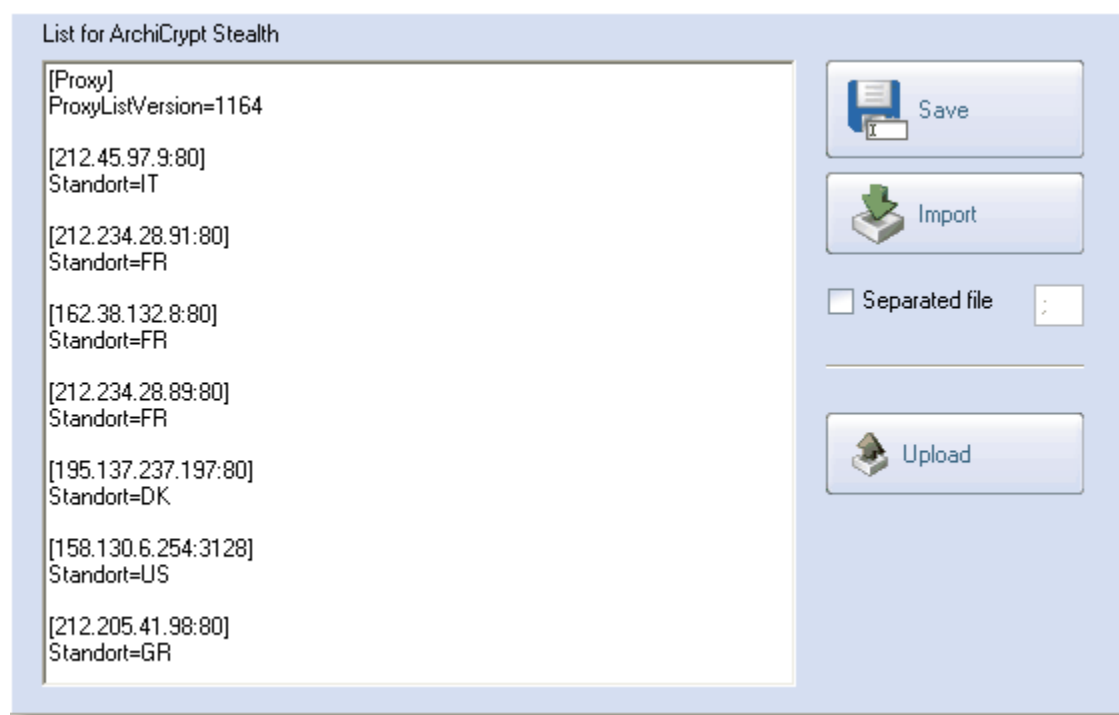 List for ArchiCrypt Stealth
[Proxy]
ProxyListVersion=1164
[212.45.97.9:80]
Standort=IT
[212.234.28.91:80]
Standort=FR
[162.38.132.8:80]
Standort=FR
[212.234.28.89:80]
Standort=FR
[195.137.237.197:80]
Standort=DK
[158.130.6.254:3128]
Standort=US
[212.205.41.98:80]
Standort=GR
Save
Import
Separated file
;
Upload